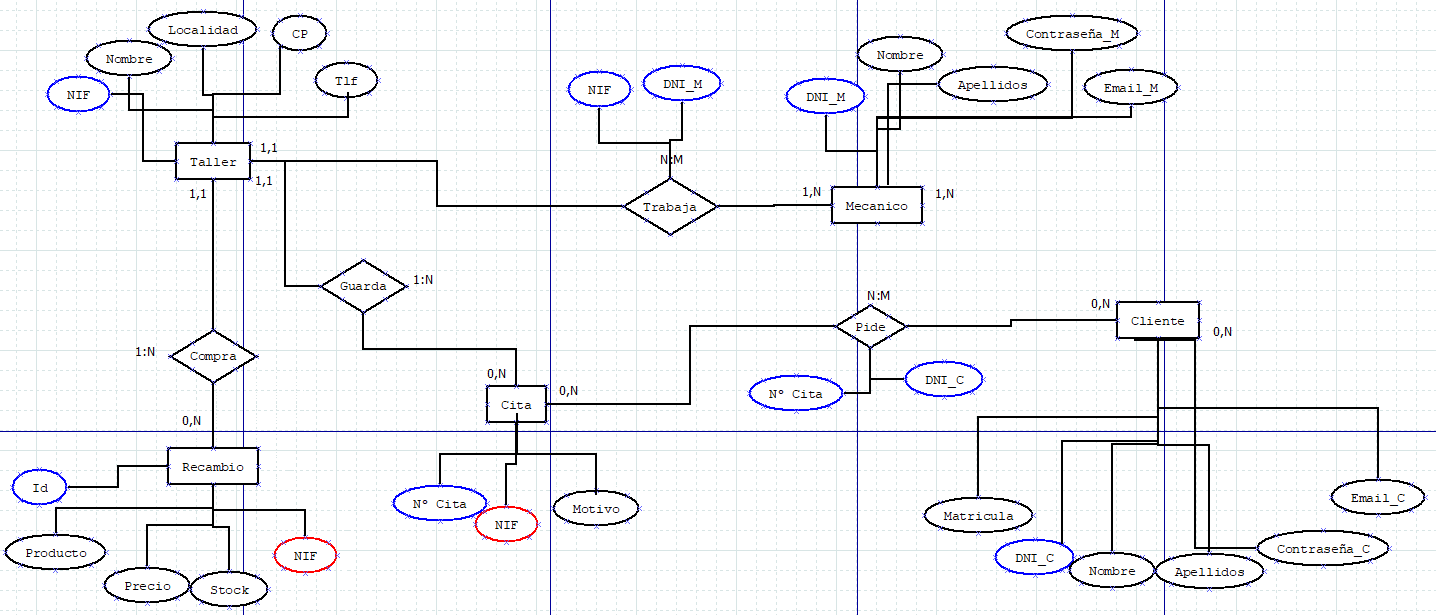 Localidad
CP
Nombre
NIF
Tlf
Taller
1,1
1,1
1,1
NIF
DNI_M
N:M
Trabaja
DNI_M
Nombre
Apellidos
Contraseña_M
Email_M
1,N
Mecanico
1,N
Guarda
1:N
1:N
Compra
0,N
Recambio
Id
Producto
Precio
Stock
NIF
0,N
Cita
0,N
Nº Cita
NIF
Motivo
N:M
Pide
Nº Cita
DNI_C
0,N
Cliente
0,N
Matricula
DNI_C
Nombre
Apellidos
Contraseña_C
Email_C